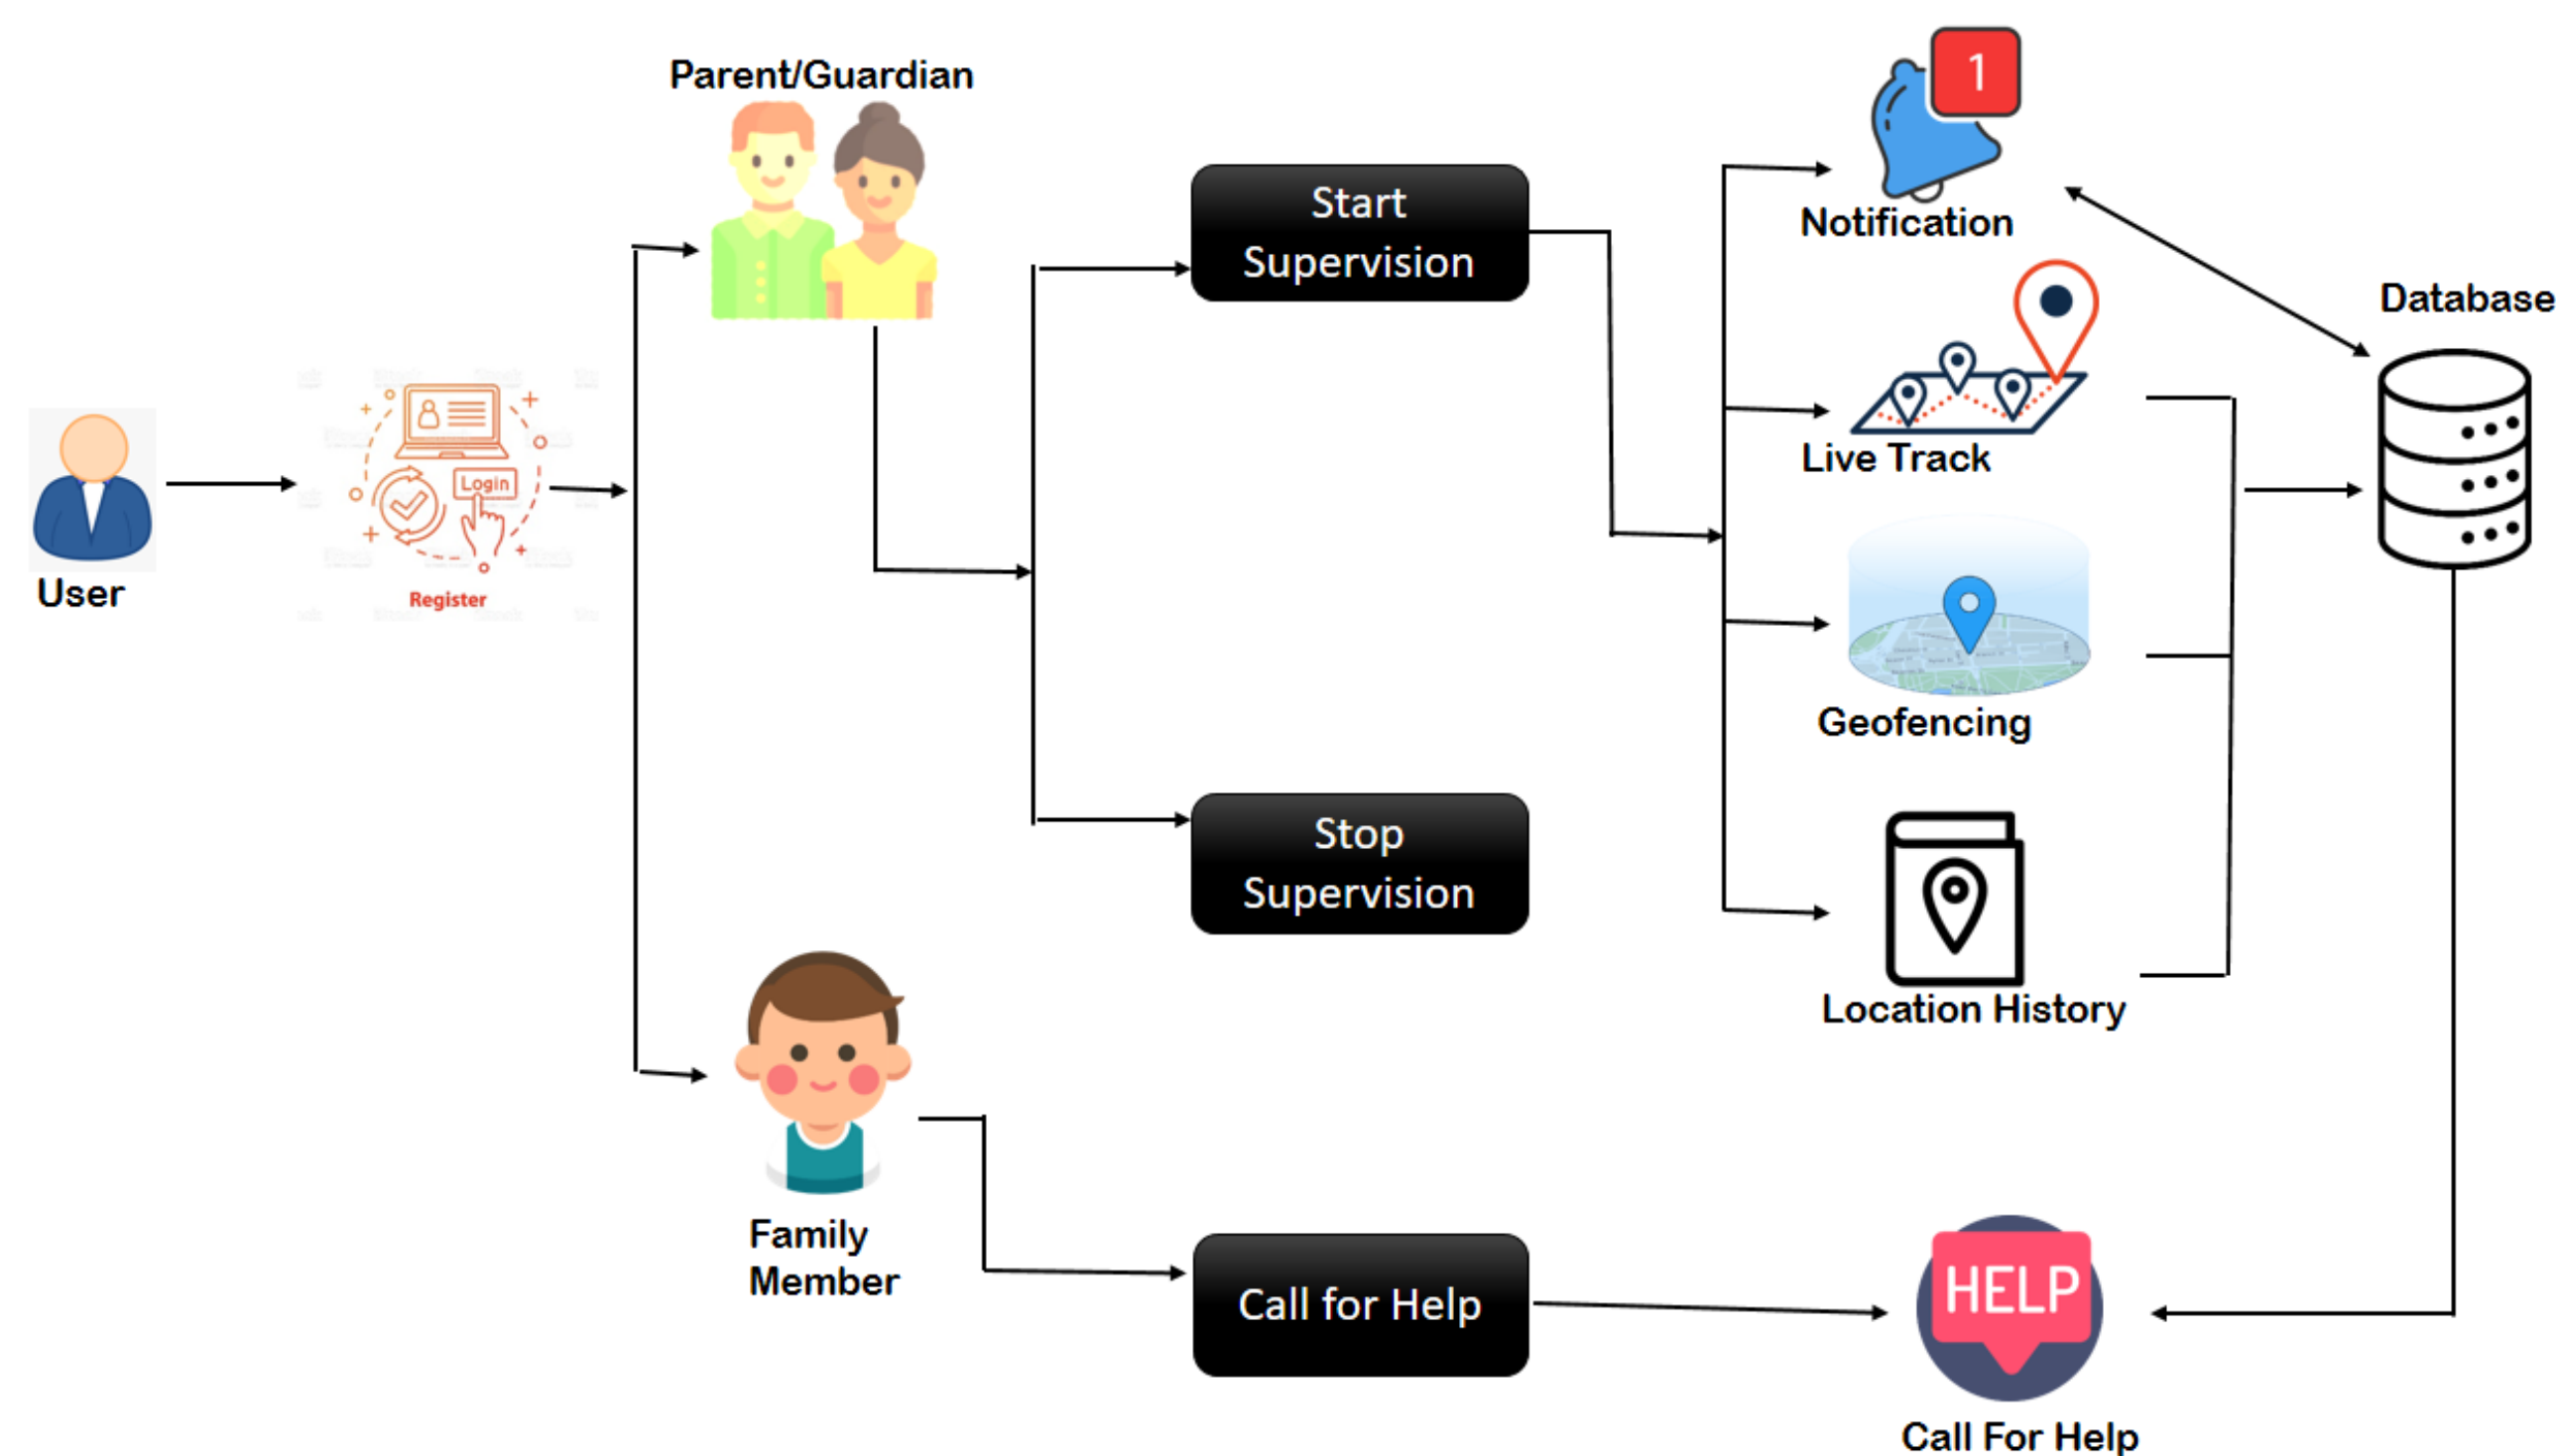 Parent/Guardian
1
Notification
Start
Supervision
Database
Live Track
Login
Register
User
Geofencing
Stop
Supervision
Location History
Family
Member
Call for Help
HELP
Call For Help